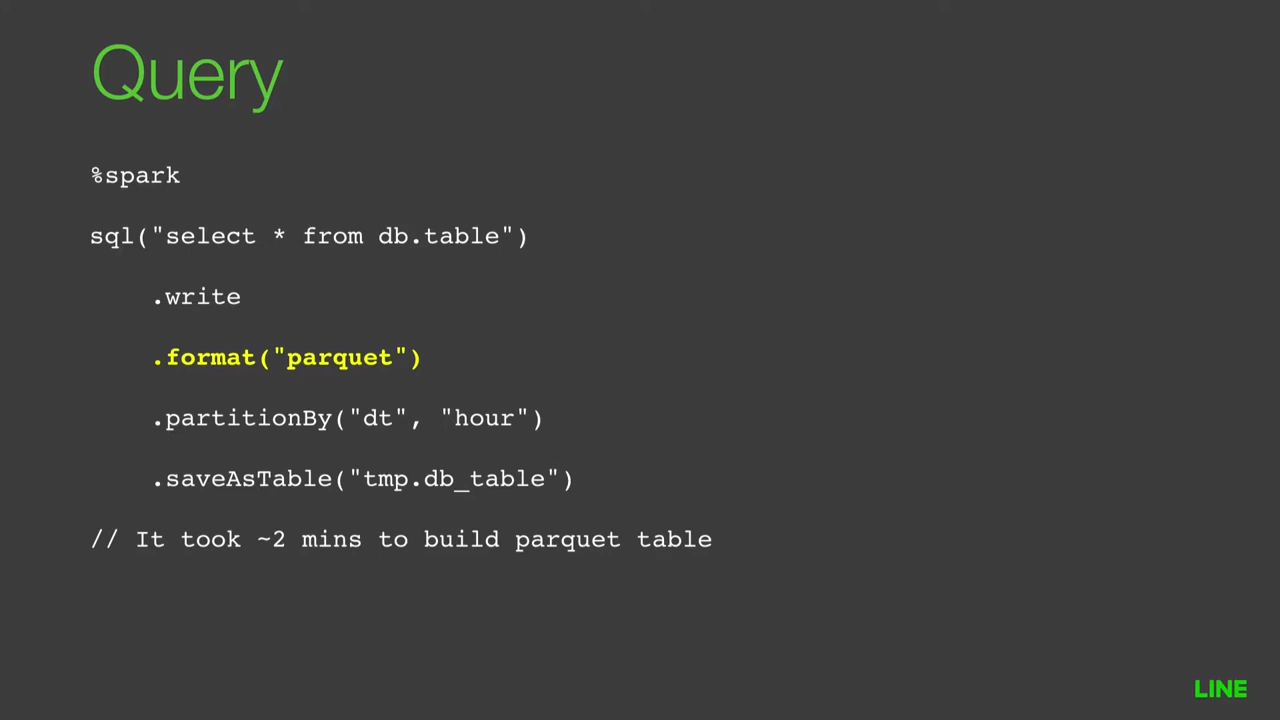 Query
%spark
sql("select * from db.table")
.write
.format("parquet")
.partitionBy("dt", "hour")
.saveAsTable("tmp.db_table")
// It took ~2 mins to build parquet table
LINE